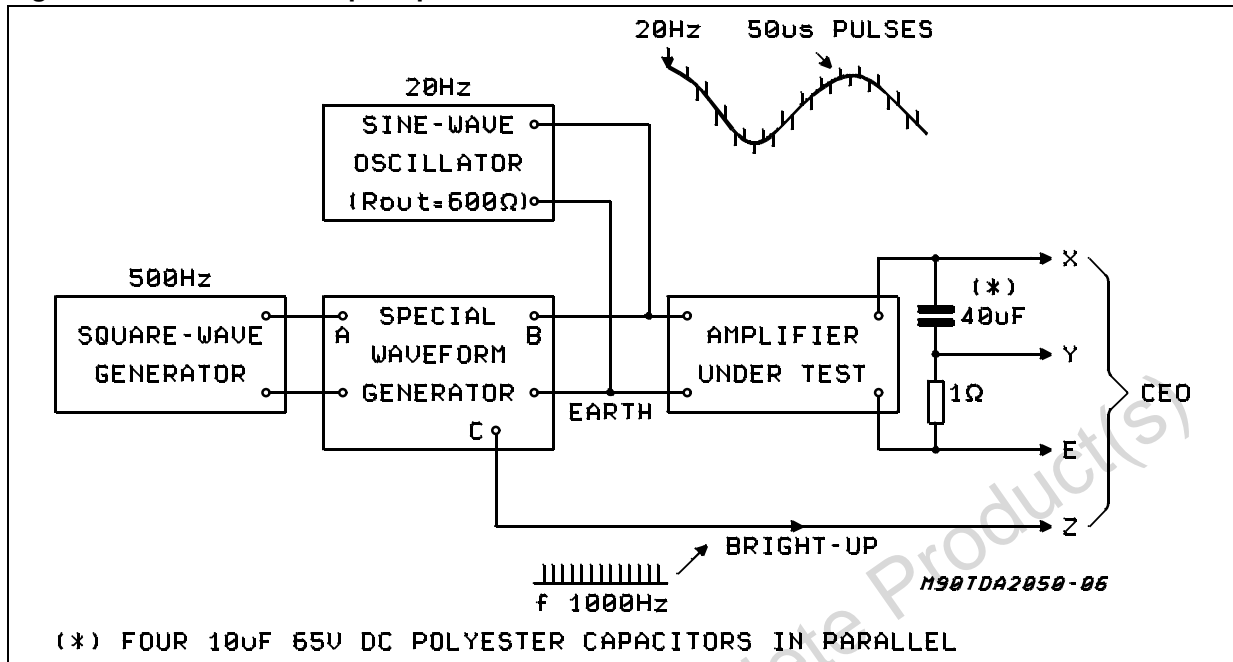 20Hz 50us PULSES
20Hz
SINE-WAVE
OSCILLATOR
(Rout=600Ω)
500Hz
SQUARE-WAVE
GENERATOR
A
SPECIAL
WAVEFORM
GENERATOR
B
C
EARTH
AMPLIFIER
UNDER TEST
(*)
40uF
1Ω
X
Y
E
Z
CEO
BRIGHT-UP
f 1000Hz
M90TDA2050-06
(*) FOUR 10uF 65V DC POLYESTER CAPACITORS IN PARALLEL
Product(s)